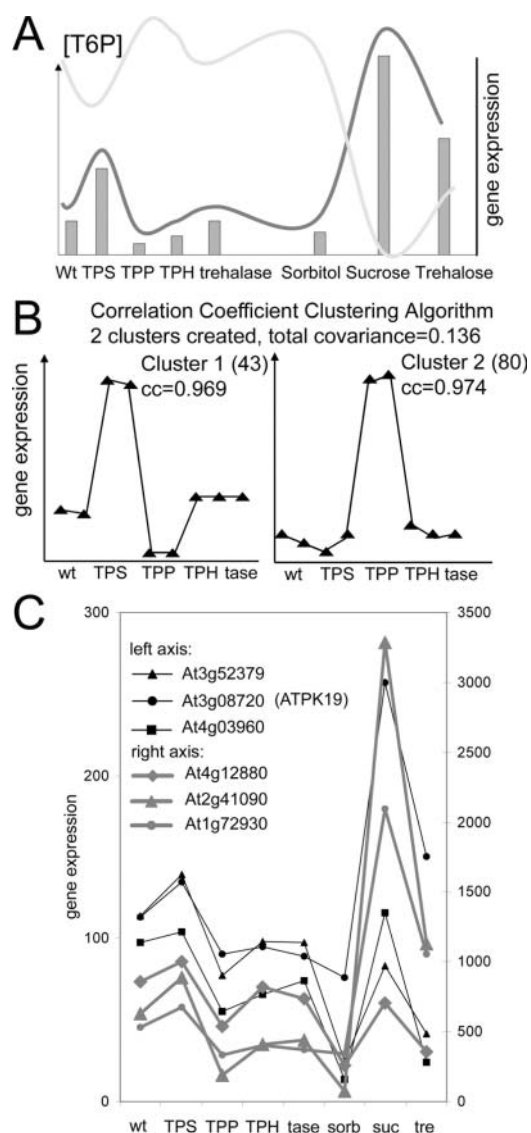 A
[T6P]
gene expression
Wt TPS TPP TPH trehalase Sorbitol Sucrose Trehalose
B
Correlation Coefficient Clustering Algorithm
2 clusters created, total covariance=0.136
Cluster 1 (43)
cc=0.969
Cluster 2 (80)
cc=0.974
gene expression
wt TPS TPP TPH tase
wt TPS TPP TPH tase
C
300
3500
left axis:
At3g52379
At3g08720 (ATPK19)
At4g03960
right axis:
At4g12880
At2g41090
At1g72930
3000
2500
200
2000
1500
gene expression
100
1000
500
0
0
wt TPS TPP TPH tase sorb suc tre